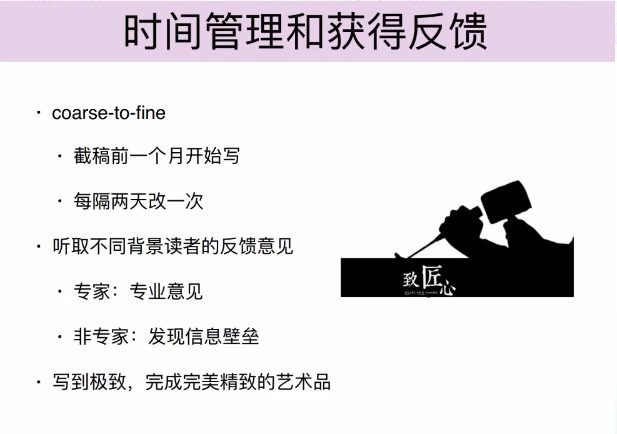 时间管理和获得反馈
· coarse-to-fine
· 截稿前一个月开始写
· 每隔两天改一次
· 听取不同背景读者的反馈意见
· 专家：专业意见
· 非专家：发现信息壁垒
致匠心
· 写到极致，完成完美精致的艺术品